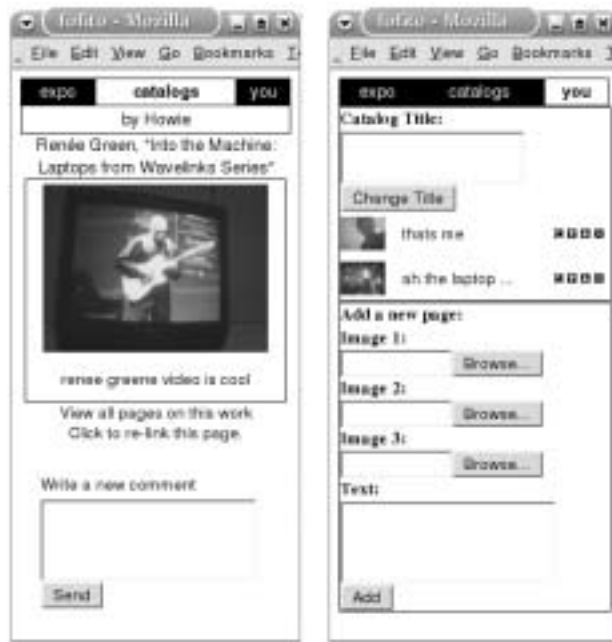 fofito - Mozilla
File Edit View Go Bookmarks
expo catalogs you
by Howie
Renée Green, "Into the Machine:
Laptops from Wavelinks Series"
renee greene video is cool
View all pages on this work
Click to re-link this page.
Write a new comment
Send
fofito - Mozilla
File Edit View Go Bookmarks
expo catalogs you
Catalog Title:
Change Title
thats me
ah the laptop ...
Add a new page:
Image 1:
Browse...
Image 2:
Browse...
Image 3:
Browse...
Text:
Add